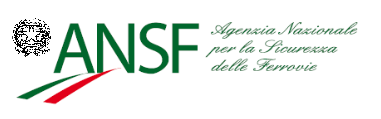 ANSF
Agenzia Nazionale
per la Sicurezza
delle Ferrovie